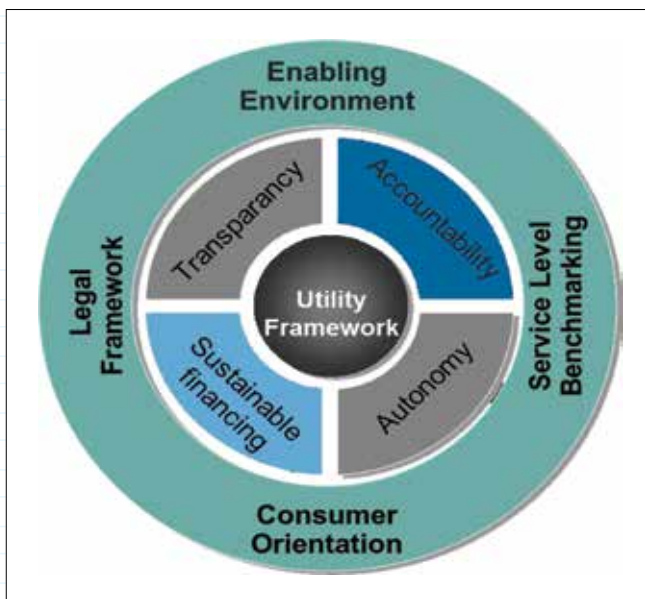 Enabling
Environment
Transparancy
Accountability
Legal
Framework
Utility
Framework
Service Level
Benchmarking
Sustainable
financing
Autonomy
Consumer
Orientation